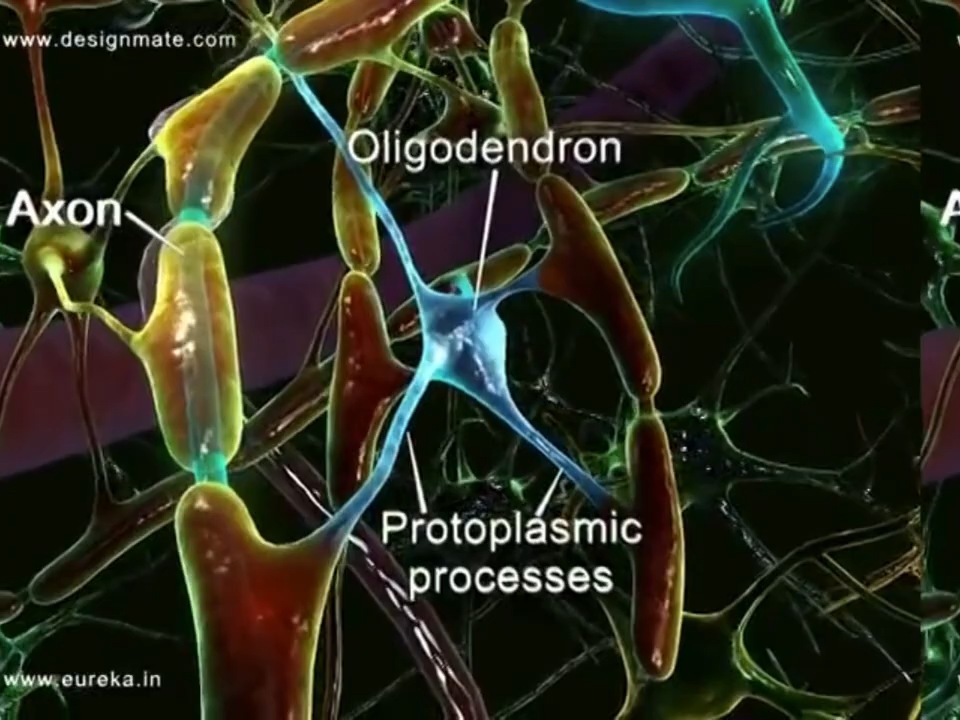 www.designmate.com
Oligodendron
Axon
Protoplasmic
processes
www.eureka.in